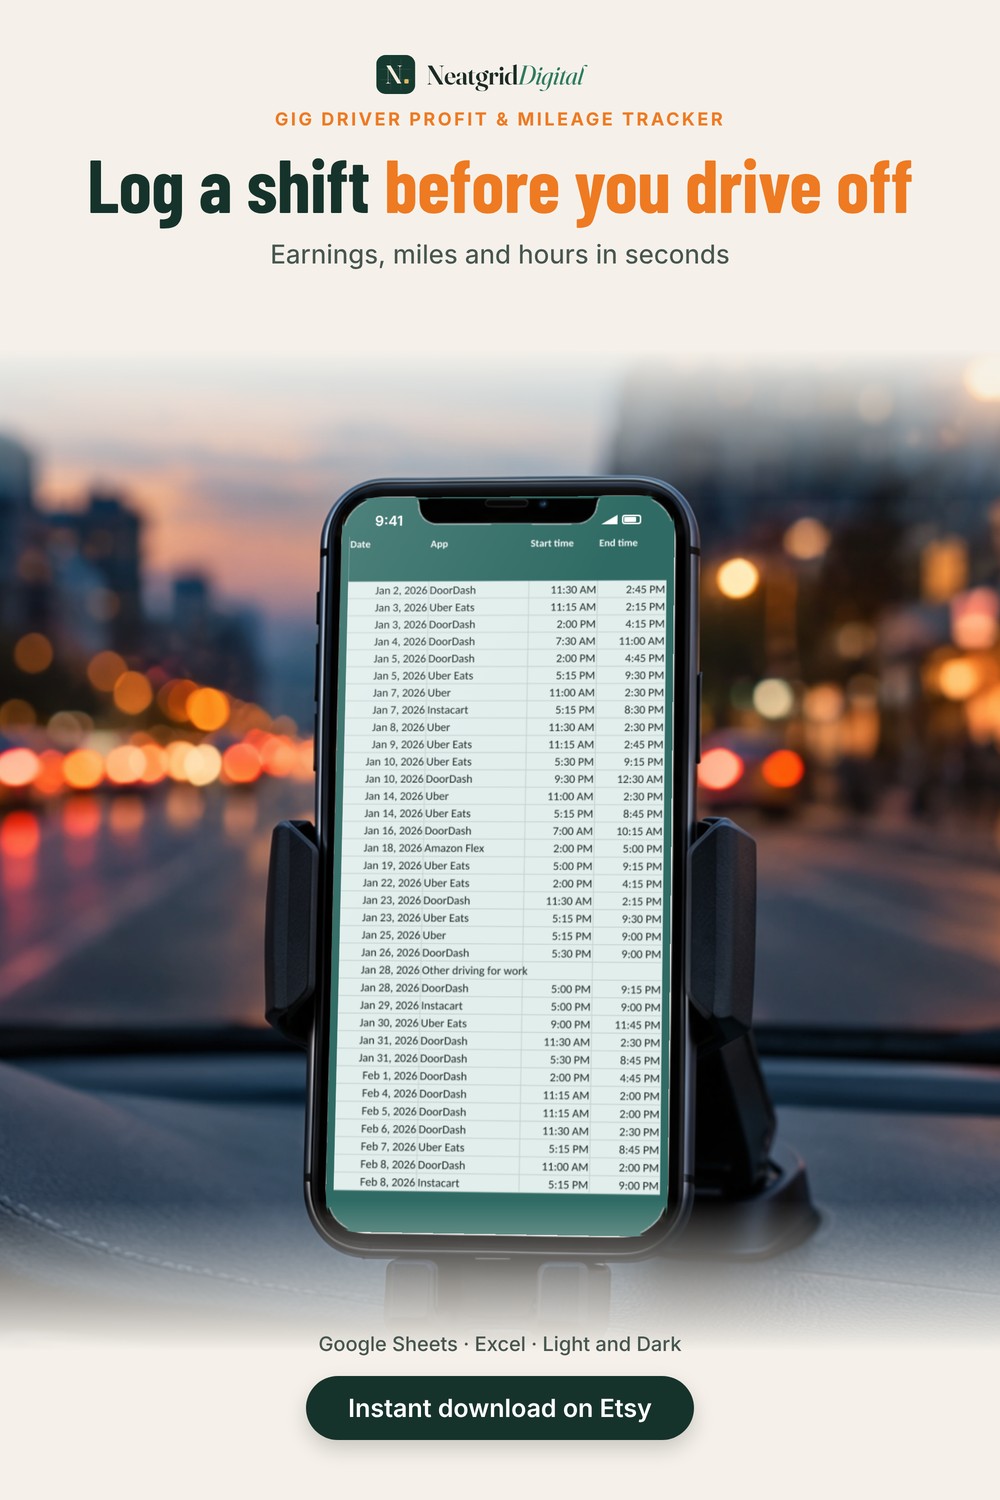 N. NeatgridDigital
GIG DRIVER PROFIT & MILEAGE TRACKER
Log a shift before you drive off
Earnings, miles and hours in seconds
9:41
Date App Start time End time
Jan 2, 2026 DoorDash 11:30 AM 2:45 PM
Jan 3, 2026 Uber Eats 11:15 AM 2:15 PM
Jan 3, 2026 DoorDash 2:00 PM 4:15 PM
Jan 4, 2026 DoorDash 7:30 AM 11:00 AM
Jan 5, 2026 DoorDash 2:00 PM 4:45 PM
Jan 5, 2026 Uber Eats 5:15 PM 9:30 PM
Jan 7, 2026 Uber 11:00 AM 2:30 PM
Jan 7, 2026 Instacart 5:15 PM 8:30 PM
Jan 8, 2026 Uber 11:30 AM 2:30 PM
Jan 9, 2026 Uber Eats 11:15 AM 2:45 PM
Jan 10, 2026 Uber Eats 5:30 PM 9:15 PM
Jan 10, 2026 DoorDash 9:30 PM 12:30 AM
Jan 14, 2026 Uber 11:00 AM 2:30 PM
Jan 14, 2026 Uber Eats 5:15 PM 8:45 PM
Jan 16, 2026 DoorDash 7:00 AM 10:15 AM
Jan 18, 2026 Amazon Flex 2:00 PM 5:00 PM
Jan 19, 2026 Uber Eats 5:00 PM 9:15 PM
Jan 22, 2026 Uber Eats 2:00 PM 4:15 PM
Jan 23, 2026 DoorDash 11:30 AM 2:15 PM
Jan 23, 2026 Uber Eats 5:15 PM 9:30 PM
Jan 25, 2026 Uber 5:15 PM 9:00 PM
Jan 26, 2026 DoorDash 5:30 PM 9:00 PM
Jan 28, 2026 Other driving for work
Jan 28, 2026 DoorDash 5:00 PM 9:15 PM
Jan 29, 2026 Instacart 5:00 PM 9:00 PM
Jan 30, 2026 Uber Eats 9:00 PM 11:45 PM
Jan 31, 2026 DoorDash 11:30 AM 2:30 PM
Jan 31, 2026 DoorDash 5:30 PM 8:45 PM
Feb 1, 2026 DoorDash 2:00 PM 4:45 PM
Feb 4, 2026 DoorDash 11:15 AM 2:00 PM
Feb 5, 2026 DoorDash 11:15 AM 2:00 PM
Feb 6, 2026 DoorDash 11:30 AM 2:30 PM
Feb 7, 2026 Uber Eats 5:15 PM 8:45 PM
Feb 8, 2026 DoorDash 11:00 AM 2:00 PM
Feb 8, 2026 Instacart 5:15 PM 9:00 PM
Google Sheets · Excel · Light and Dark
Instant download on Etsy